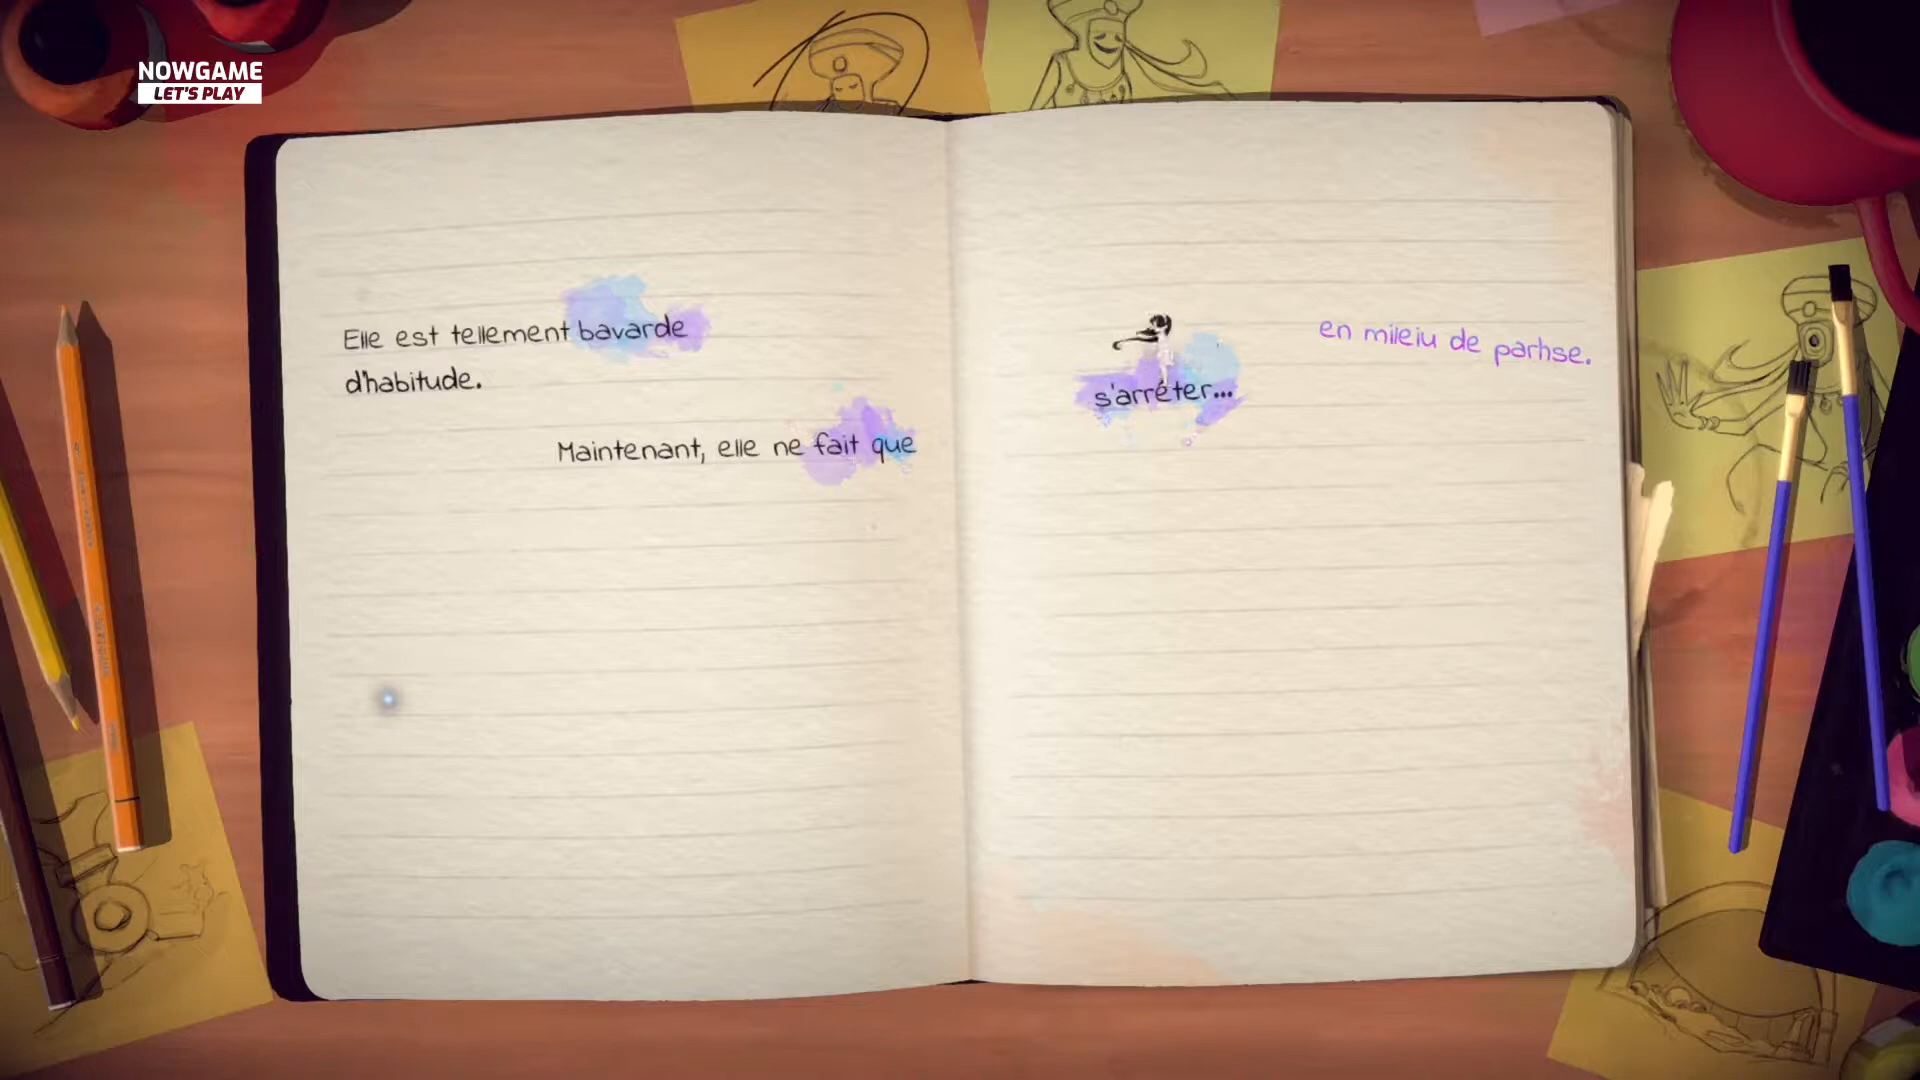 NOWGAME
LET'S PLAY
Elle est tellement bavarde
d'habitude.
Maintenant, elle ne fait que
s'arrêter...
en mileiu de parhse.